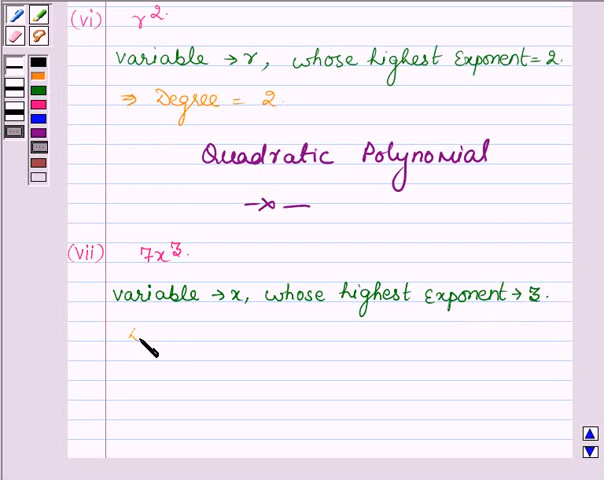 (vi) r².
variable → r, whose highest Exponent = 2.
⇒ Degree = 2.
Quadratic Polynomial
(vii) 7x³.
variable → x, whose highest Exponent → 3.